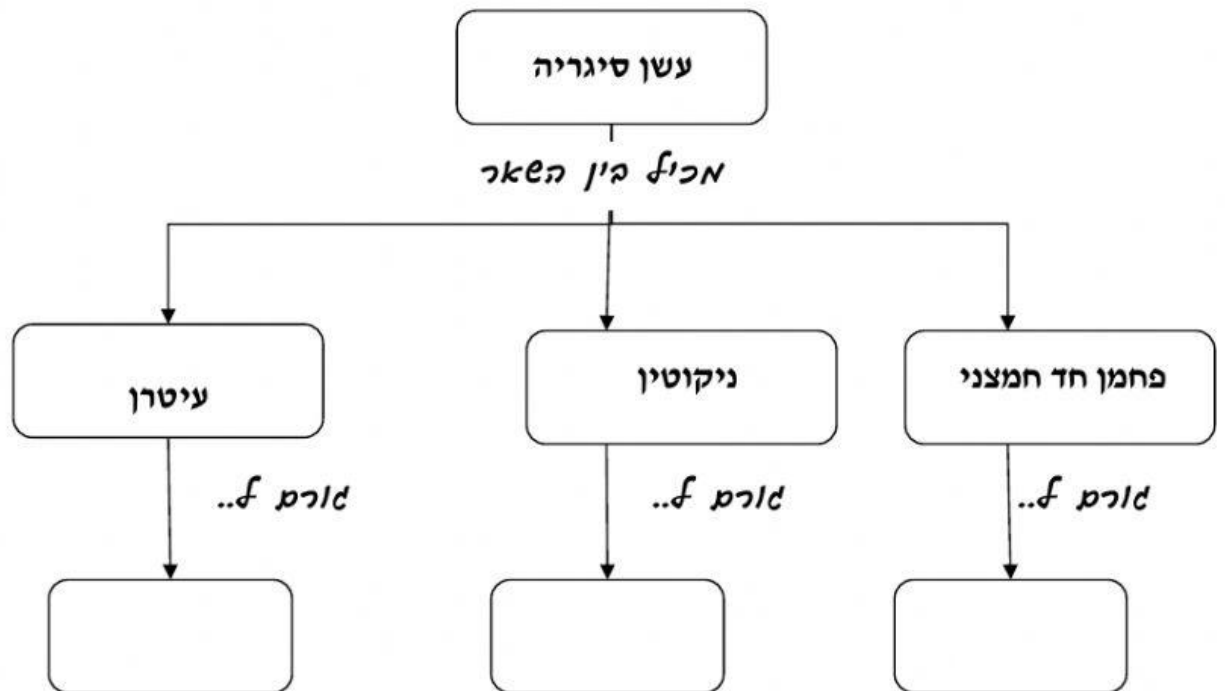 עשן סיגריה
מכיל בין השאר
פחמן חד חמצני
ניקוטין
עיטרן
גורם ל..
גורם ל..
גורם ל..